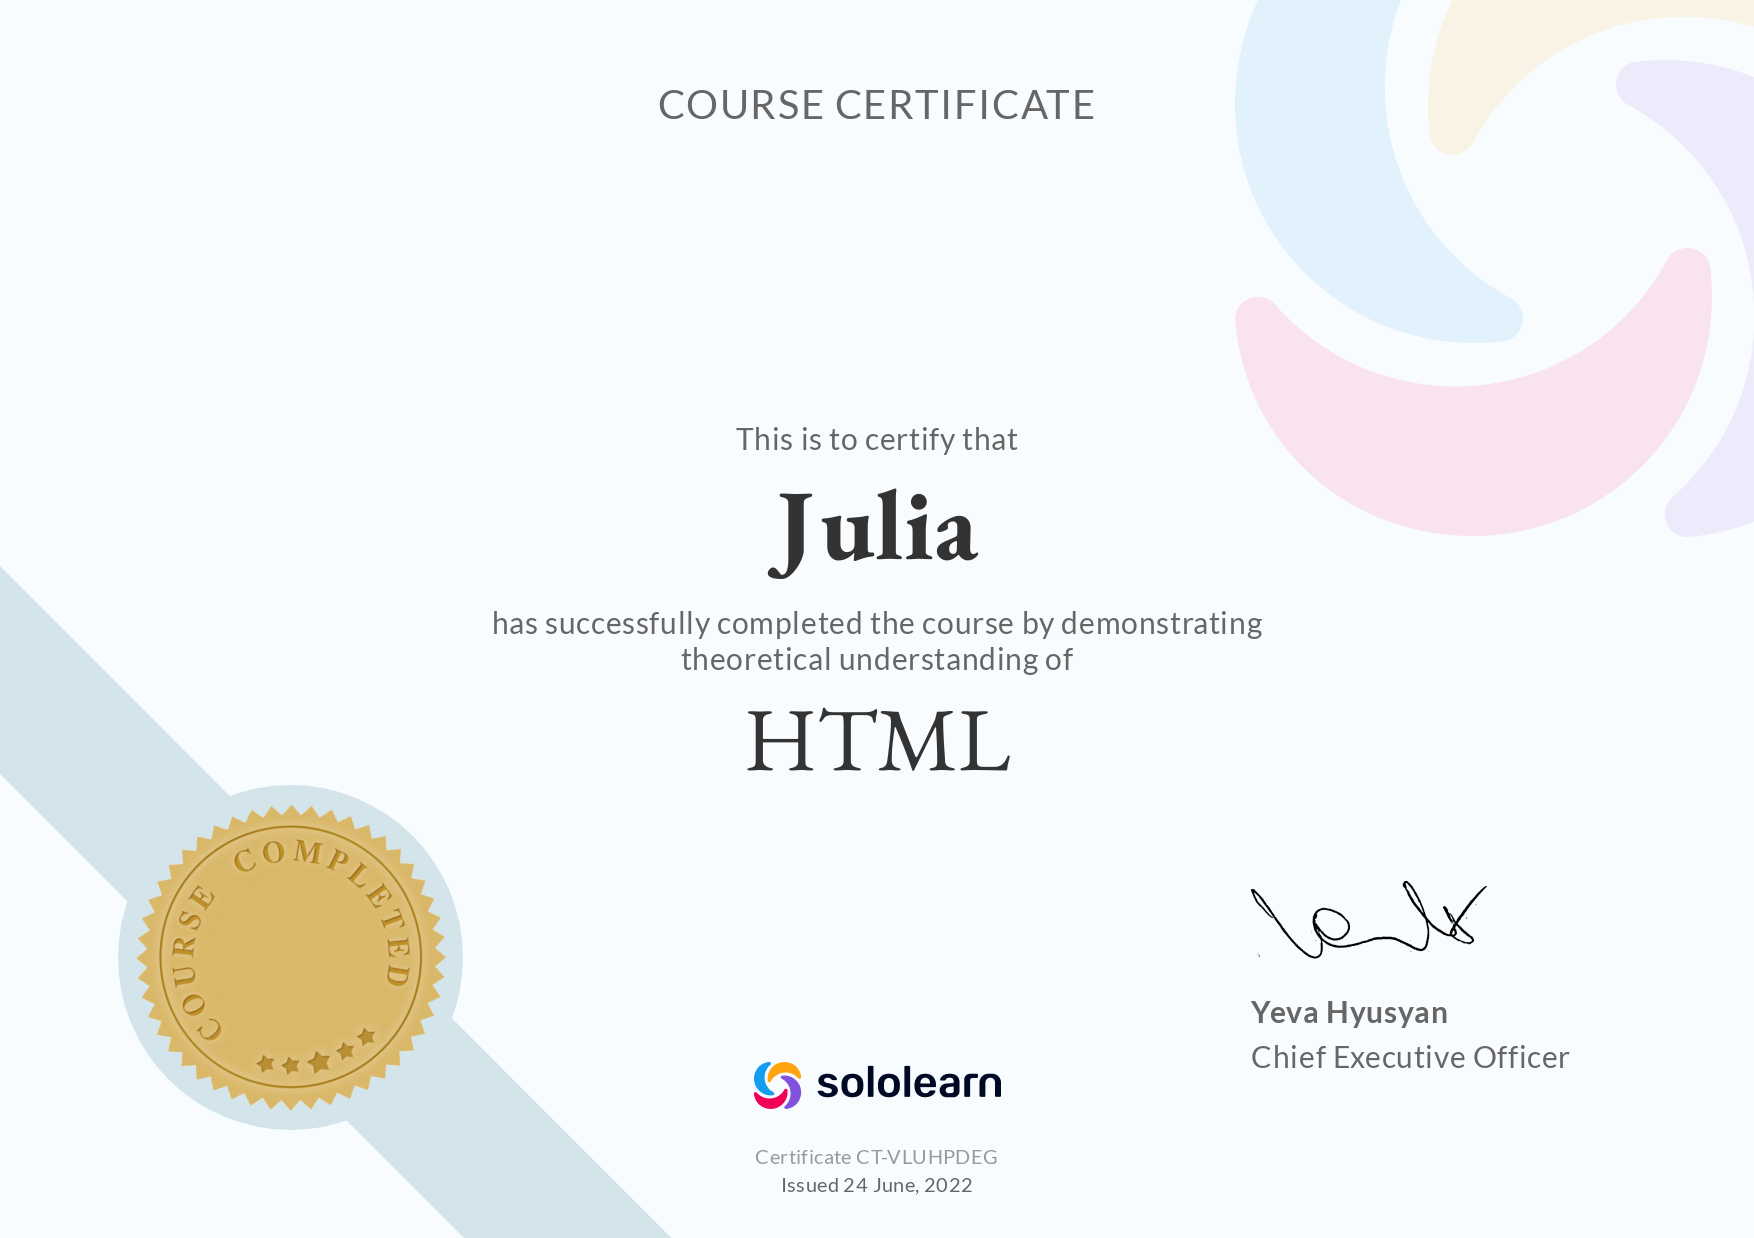 COURSE CERTIFICATE
This is to certify that
Julia
has successfully completed the course by demonstrating
theoretical understanding of
HTML
COURSE COMPLETED
Yeva Hyusyan
Chief Executive Officer
sololearn
Certificate CT-VLUHPDEG
Issued 24 June, 2022